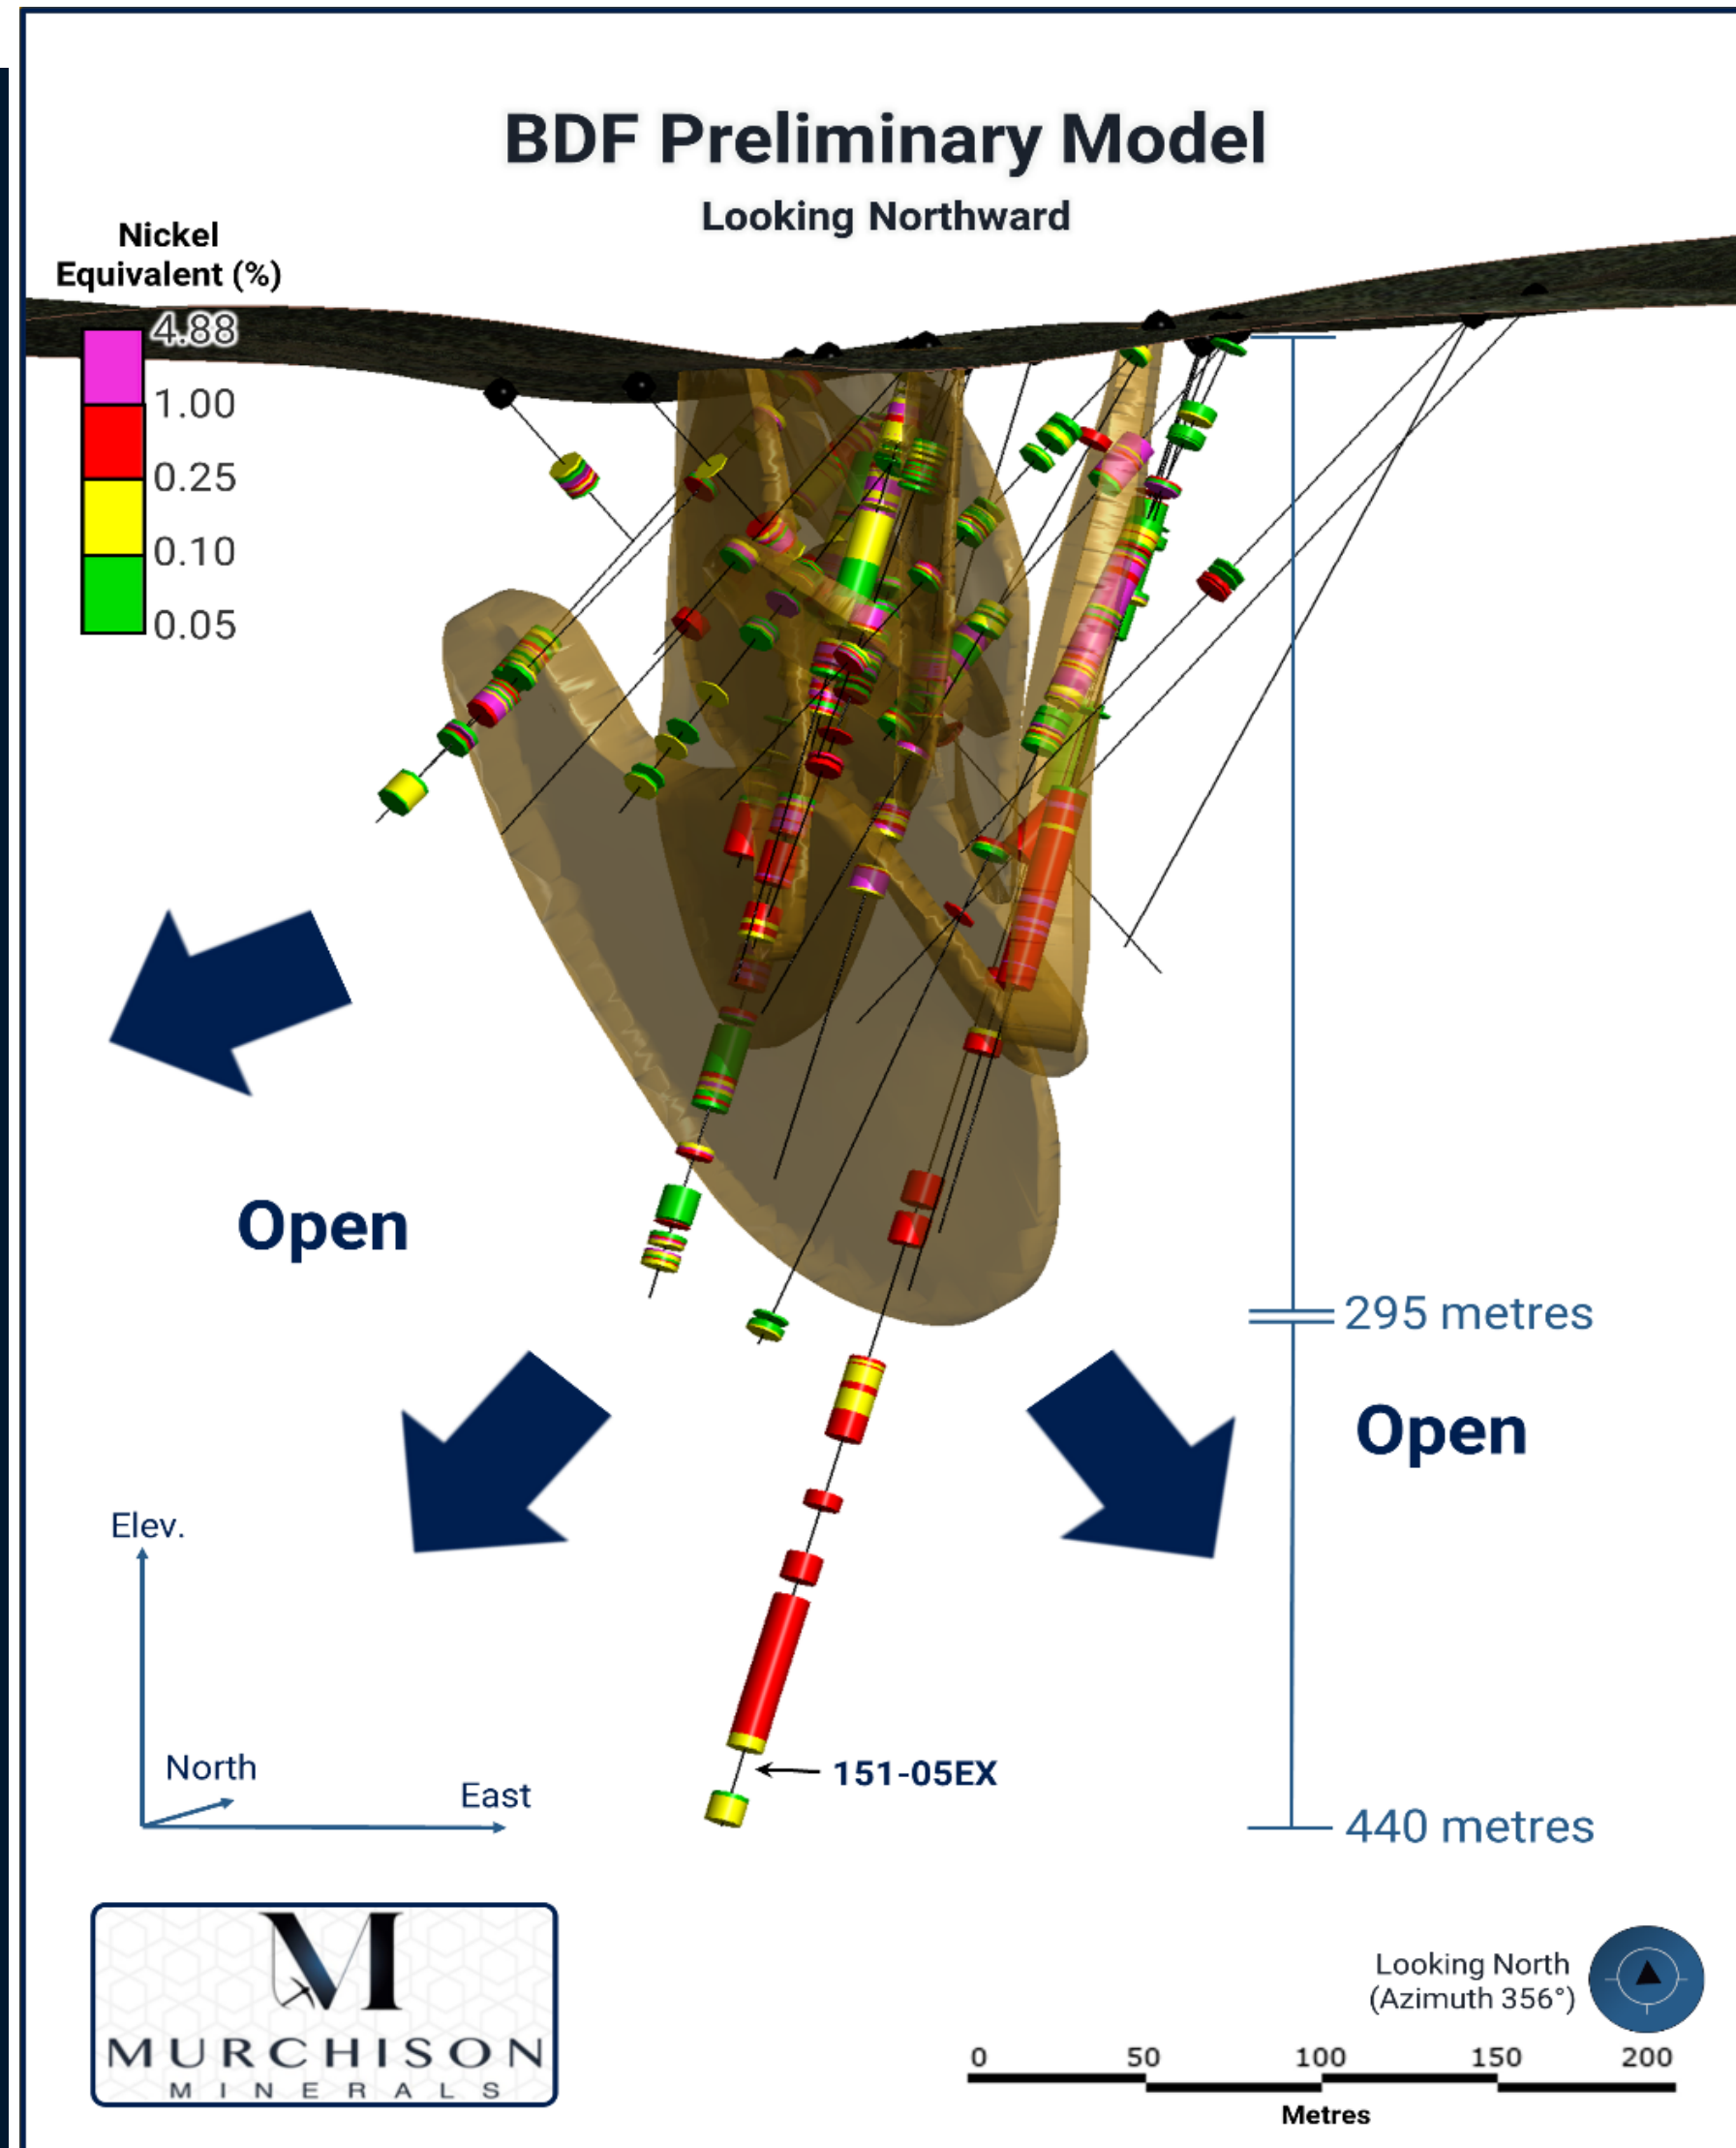 BDF Preliminary Model
Looking Northward
Nickel
Equivalent (%)
4.88
1.00
0.25
0.10
0.05
Open
295 metres
Open
Elev.
North
East
151-05EX
440 metres
MURCHISON
MINERALS
Looking North
(Azimuth 356°)
0 50 100 150 200
Metres